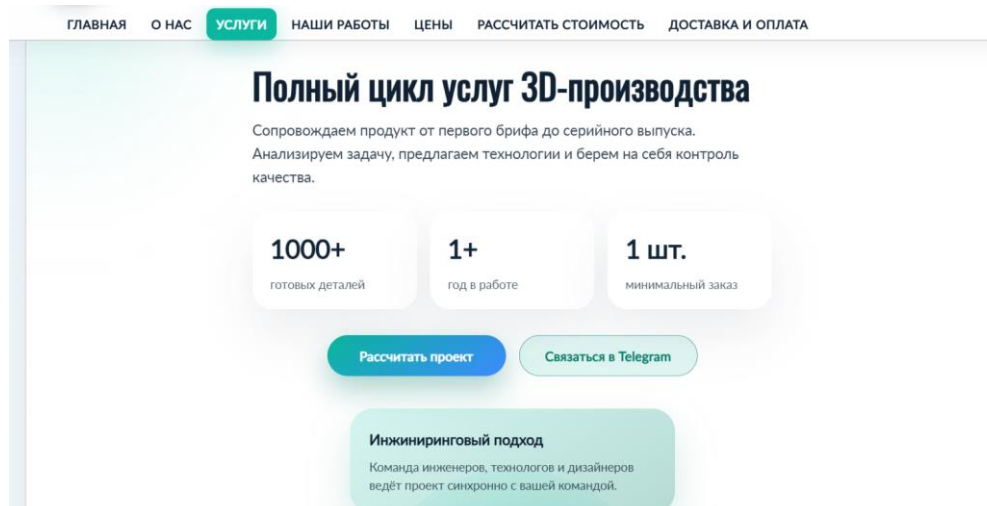 ГЛАВНАЯ О НАС УСЛУГИ НАШИ РАБОТЫ ЦЕНЫ РАССЧИТАТЬ СТОИМОСТЬ ДОСТАВКА И ОПЛАТА
Полный цикл услуг 3D-производства
Сопровождаем продукт от первого брифа до серийного выпуска.
Анализируем задачу, предлагаем технологии и берем на себя контроль
качества.
1000+ 1+ 1 шт.
готовых деталей год в работе минимальный заказ
Рассчитать проект Связаться в Telegram
Инжиниринговый подход
Команда инженеров, технологов и дизайнеров
ведёт проект синхронно с вашей командой.